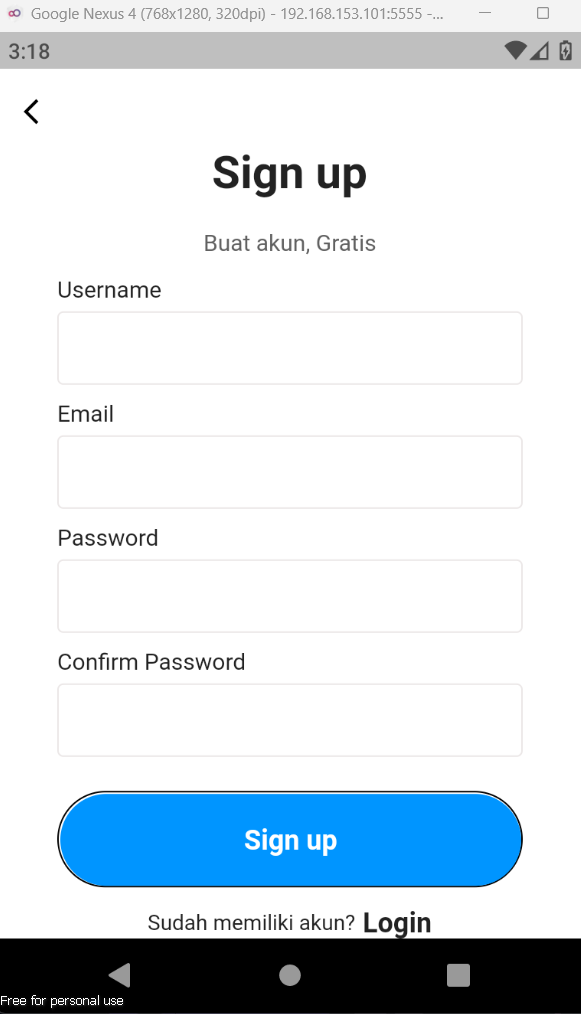 Google Nexus 4 (768x1280, 320dpi) - 192.168.153.101:5555 -...
3:18
Sign up
Buat akun, Gratis
Username
Email
Password
Confirm Password
Sign up
Sudah memiliki akun? Login
Free for personal use